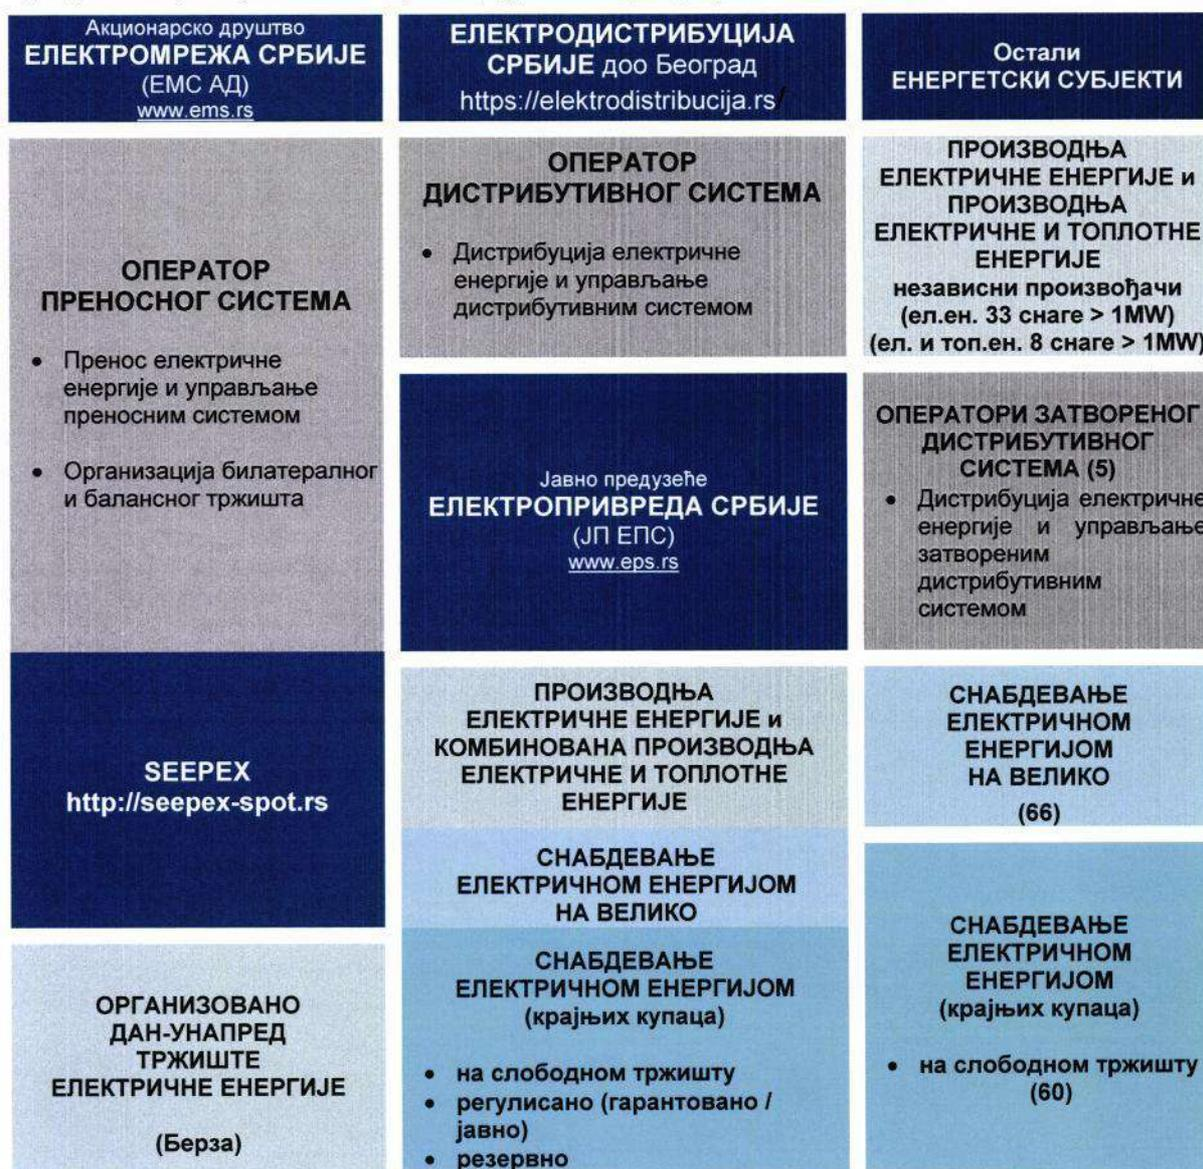 Акционарско друштво
ЕЛЕКТРОМРЕЖА СРБИЈЕ
(ЕМС АД)
www.ems.rs
ОПЕРАТОР
ПРЕНОСНОГ СИСТЕМА
• Пренос електричне
енергије и управљање
преносним системом
• Организација билатералног
и балансног тржишта
SEEPEX
http://seepex-spot.rs
ОРГАНИЗОВАНО
ДАН-УНАПРЕД
ТРЖИШТЕ
ЕЛЕКТРИЧНЕ ЕНЕРГИЈЕ
(Берза)
ЕЛЕКТРОДИСТРИБУЦИЈА
СРБИЈЕ доо Београд
https://elektrodistribucija.rs/
ОПЕРАТОР
ДИСТРИБУТИВНОГ СИСТЕМА
• Дистрибуција електричне
енергије и управљање
дистрибутивним системом
Јавно предузеће
ЕЛЕКТРОПРИВРЕДА СРБИЈЕ
(ЈП ЕПС)
www.eps.rs
ПРОИЗВОДЊА
ЕЛЕКТРИЧНЕ ЕНЕРГИЈЕ и
КОМБИНОВАНА ПРОИЗВОДЊА
ЕЛЕКТРИЧНЕ И ТОПЛОТНЕ
ЕНЕРГИЈЕ
СНАБДЕВАЊЕ
ЕЛЕКТРИЧНОМ ЕНЕРГИЈОМ
НА ВЕЛИКО
СНАБДЕВАЊЕ
ЕЛЕКТРИЧНОМ ЕНЕРГИЈОМ
(крајњих купаца)
• на слободном тржишту
• регулисано (гарантовано /
јавно)
• резервно
Остали
ЕНЕРГЕТСКИ СУБЈЕКТИ
ПРОИЗВОДЊА
ЕЛЕКТРИЧНЕ ЕНЕРГИЈЕ и
ПРОИЗВОДЊА
ЕЛЕКТРИЧНЕ И ТОПЛОТНЕ
ЕНЕРГИЈЕ
независни произвођачи
(ел.ен. 33 снаге > 1MW)
(ел. и топ.ен. 8 снаге > 1MW)
ОПЕРАТОРИ ЗАТВОРЕНОГ
ДИСТРИБУТИВНОГ
СИСТЕМА (5)
• Дистрибуција електричне
енергије и управљање
затвореним
дистрибутивним
системом
СНАБДЕВАЊЕ
ЕЛЕКТРИЧНОМ
ЕНЕРГИЈОМ
НА ВЕЛИКО
(66)
СНАБДЕВАЊЕ
ЕЛЕКТРИЧНОМ
ЕНЕРГИЈОМ
(крајњих купаца)
• на слободном тржишту
(60)